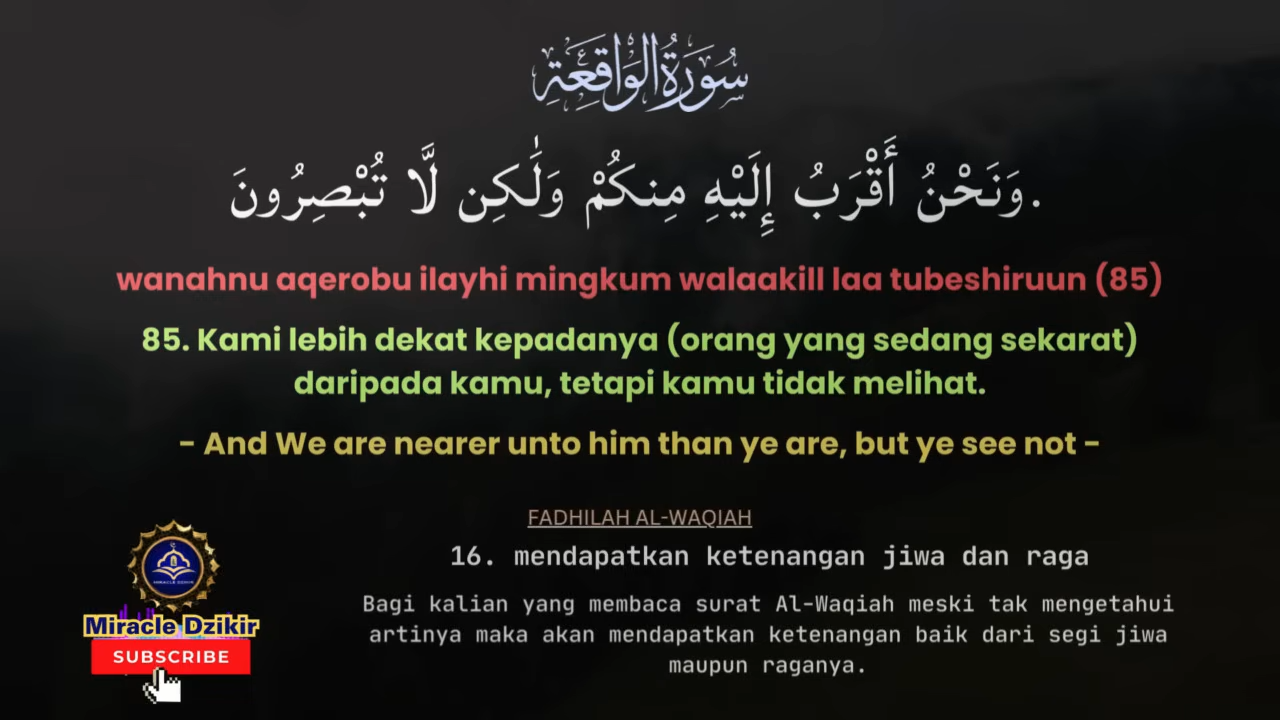 سُورَةُ الْوَاقِعَةِ
وَنَحْنُ أَقْرَبُ إِلَيْهِ مِنكُمْ وَلَٰكِن لَّا تُبْصِرُونَ.
wanahnu aqerobu ilayhi mingkum walaakill laa tubeshiruun (85)
85. Kami lebih dekat kepadanya (orang yang sedang sekarat)
daripada kamu, tetapi kamu tidak melihat.
- And We are nearer unto him than ye are, but ye see not -
FADHILAH AL-WAQIAH
16. mendapatkan ketenangan jiwa dan raga
Bagi kalian yang membaca surat Al-Waqiah meski tak mengetahui
artinya maka akan mendapatkan ketenangan baik dari segi jiwa
maupun raganya.
MIRACLE DZIKIR
Miracle Dzikir
SUBSCRIBE